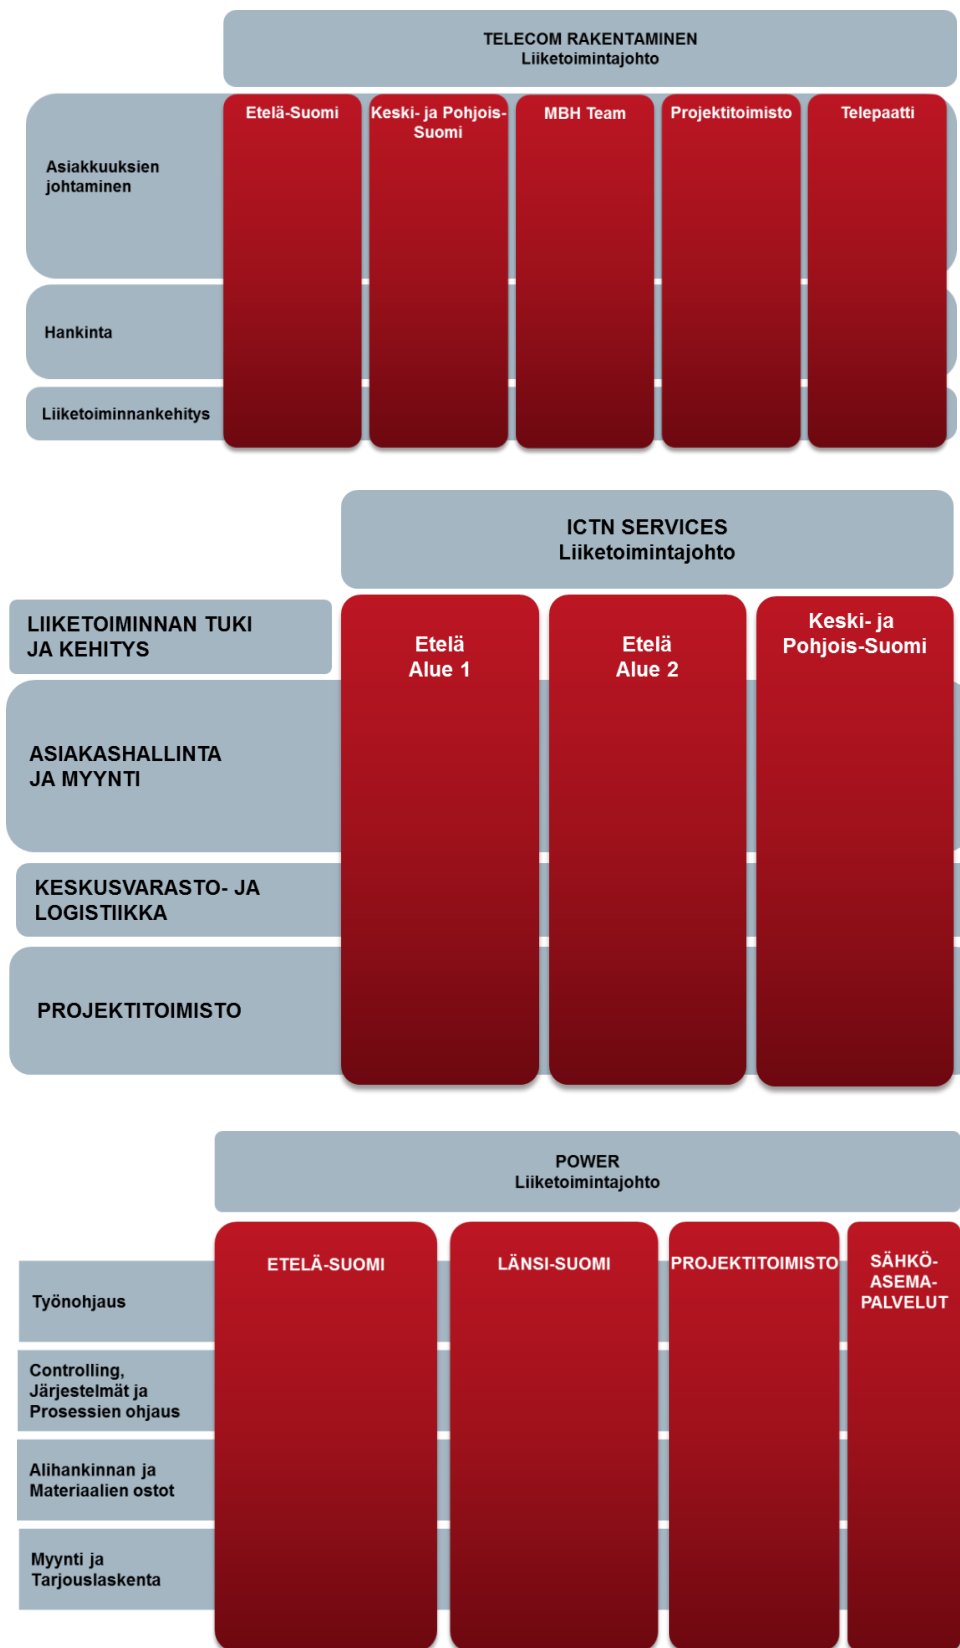 TELECOM RAKENTAMINEN
Liiketoimintajohto
Etelä-Suomi
Keski- ja Pohjois-
Suomi
MBH Team
Projektitoimisto
Telepaatti
Asiakkuuksien
johtaminen
Hankinta
Liiketoiminnankehitys
ICTN SERVICES
Liiketoimintajohto
LIIKETOIMINNAN TUKI
JA KEHITYS
Etelä
Alue 1
Etelä
Alue 2
Keski- ja
Pohjois-Suomi
ASIAKASHALLINTA
JA MYYNTI
KESKUSVARASTO- JA
LOGISTIIKKA
PROJEKTITOIMISTO
POWER
Liiketoimintajohto
ETELÄ-SUOMI
LÄNSI-SUOMI
PROJEKTITOIMISTO
SÄHKÖ-
ASEMA-
PALVELUT
Työnohjaus
Controlling,
Järjestelmät ja
Prosessien ohjaus
Alihankinnan ja
Materiaalien ostot
Myynti ja
Tarjouslaskenta